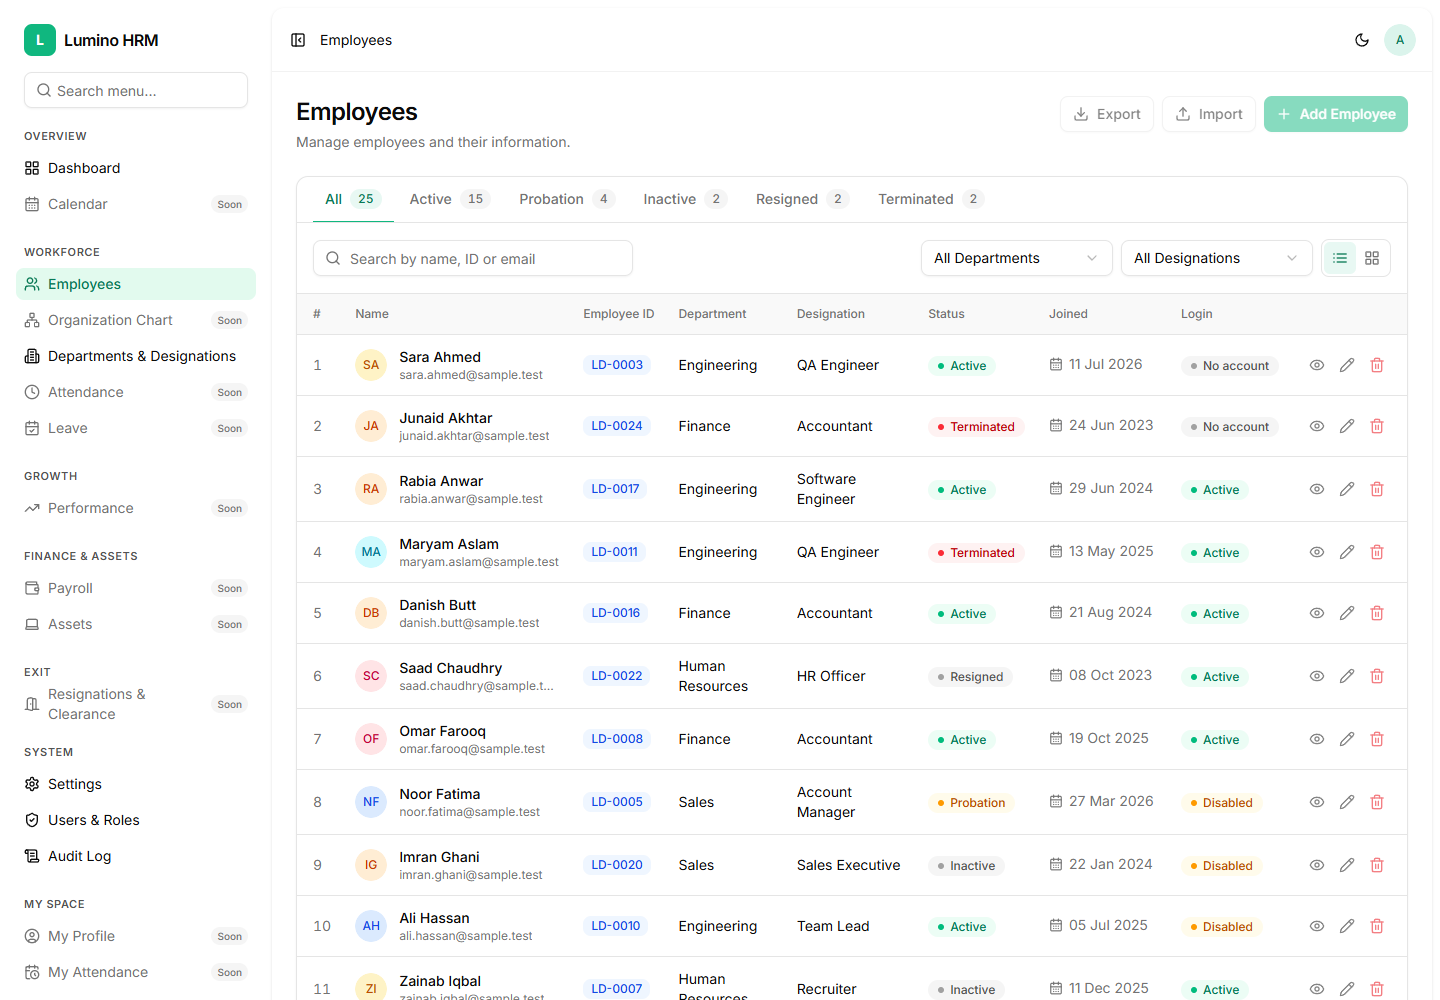 L Lumino HRM
Search menu...
OVERVIEW
Dashboard
Calendar Soon
WORKFORCE
Employees
Organization Chart Soon
Departments & Designations
Attendance Soon
Leave Soon
GROWTH
Performance Soon
FINANCE & ASSETS
Payroll Soon
Assets Soon
EXIT
Resignations &
Clearance Soon
SYSTEM
Settings
Users & Roles
Audit Log
MY SPACE
My Profile Soon
My Attendance Soon
Employees A
Employees
Manage employees and their information.
Export Import + Add Employee
All 25 Active 15 Probation 4 Inactive 2 Resigned 2 Terminated 2
Search by name, ID or email All Departments All Designations
# Name Employee ID Department Designation Status Joined Login
1 SA Sara Ahmed LD-0003 Engineering QA Engineer Active 11 Jul 2026 No account
sara.ahmed@sample.test
2 JA Junaid Akhtar LD-0024 Finance Accountant Terminated 24 Jun 2023 No account
junaid.akhtar@sample.test
3 RA Rabia Anwar LD-0017 Engineering Software Engineer Active 29 Jun 2024 Active
rabia.anwar@sample.test
4 MA Maryam Aslam LD-0011 Engineering QA Engineer Terminated 13 May 2025 Active
maryam.aslam@sample.test
5 DB Danish Butt LD-0016 Finance Accountant Active 21 Aug 2024 Active
danish.butt@sample.test
6 SC Saad Chaudhry LD-0022 Human Resources HR Officer Resigned 08 Oct 2023 Active
saad.chaudhry@sample.t...
7 OF Omar Farooq LD-0008 Finance Accountant Active 19 Oct 2025 Active
omar.farooq@sample.test
8 NF Noor Fatima LD-0005 Sales Account Manager Probation 27 Mar 2026 Disabled
noor.fatima@sample.test
9 IG Imran Ghani LD-0020 Sales Sales Executive Inactive 22 Jan 2024 Disabled
imran.ghani@sample.test
10 AH Ali Hassan LD-0010 Engineering Team Lead Active 05 Jul 2025 Disabled
ali.hassan@sample.test
11 ZI Zainab Iqbal LD-0007 Human Resources Recruiter Inactive 11 Dec 2025 Active
zainab.iqbal@sample.test